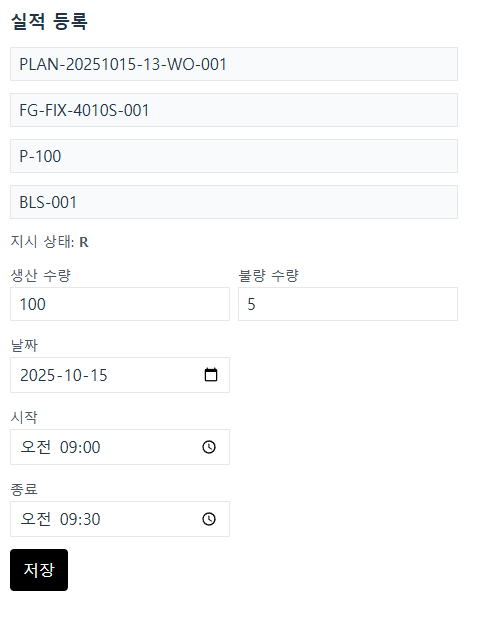 실적 등록
PLAN-20251015-13-WO-001
FG-FIX-4010S-001
P-100
BLS-001
지시 상태: R
생산 수량 불량 수량
100 5
날짜
2025-10-15
시작
오전 09:00
종료
오전 09:30
저장